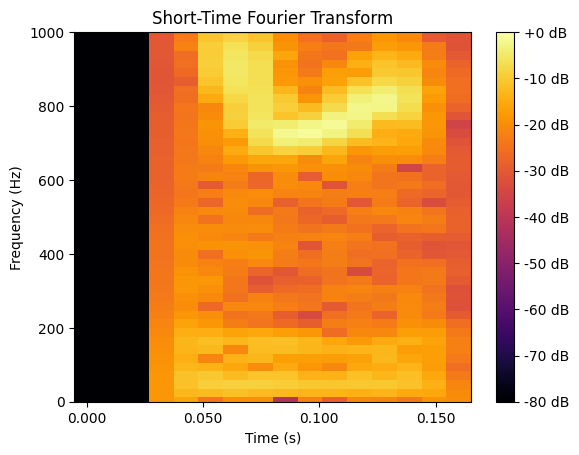 Short-Time Fourier Transform
1000
800
600
400
200
0
Frequency (Hz)
0.000
0.050
0.100
0.150
Time (s)
+0 dB
-10 dB
-20 dB
-30 dB
-40 dB
-50 dB
-60 dB
-70 dB
-80 dB